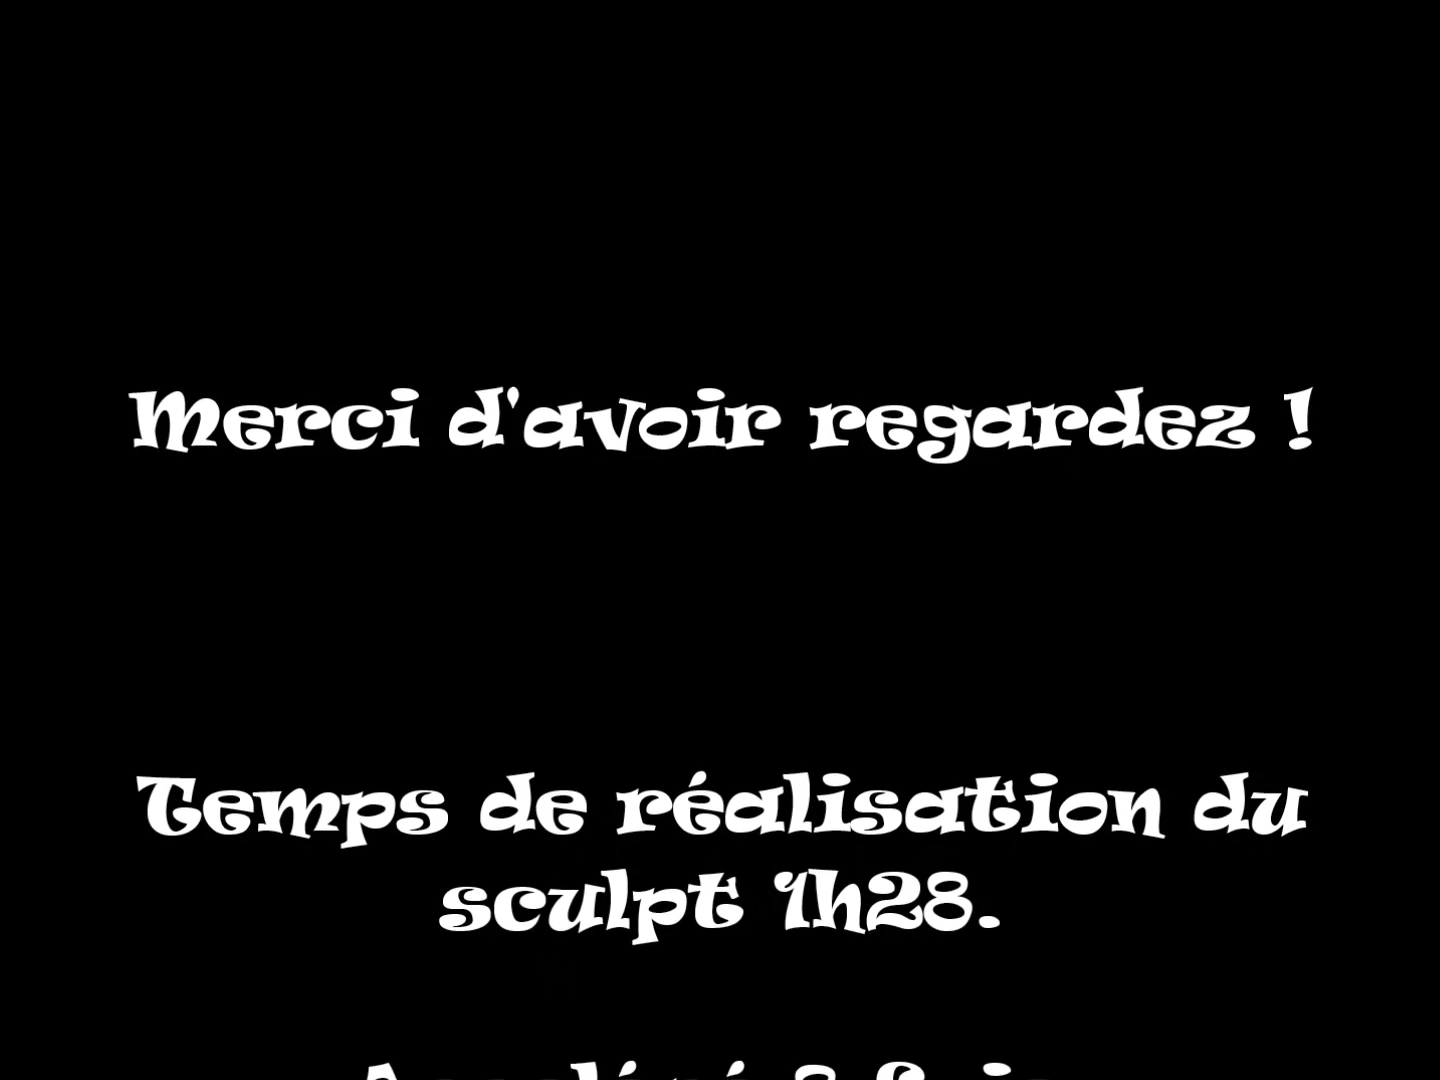 Merci d'avoir regardez !
Temps de réalisation du
sculpt 1h28.